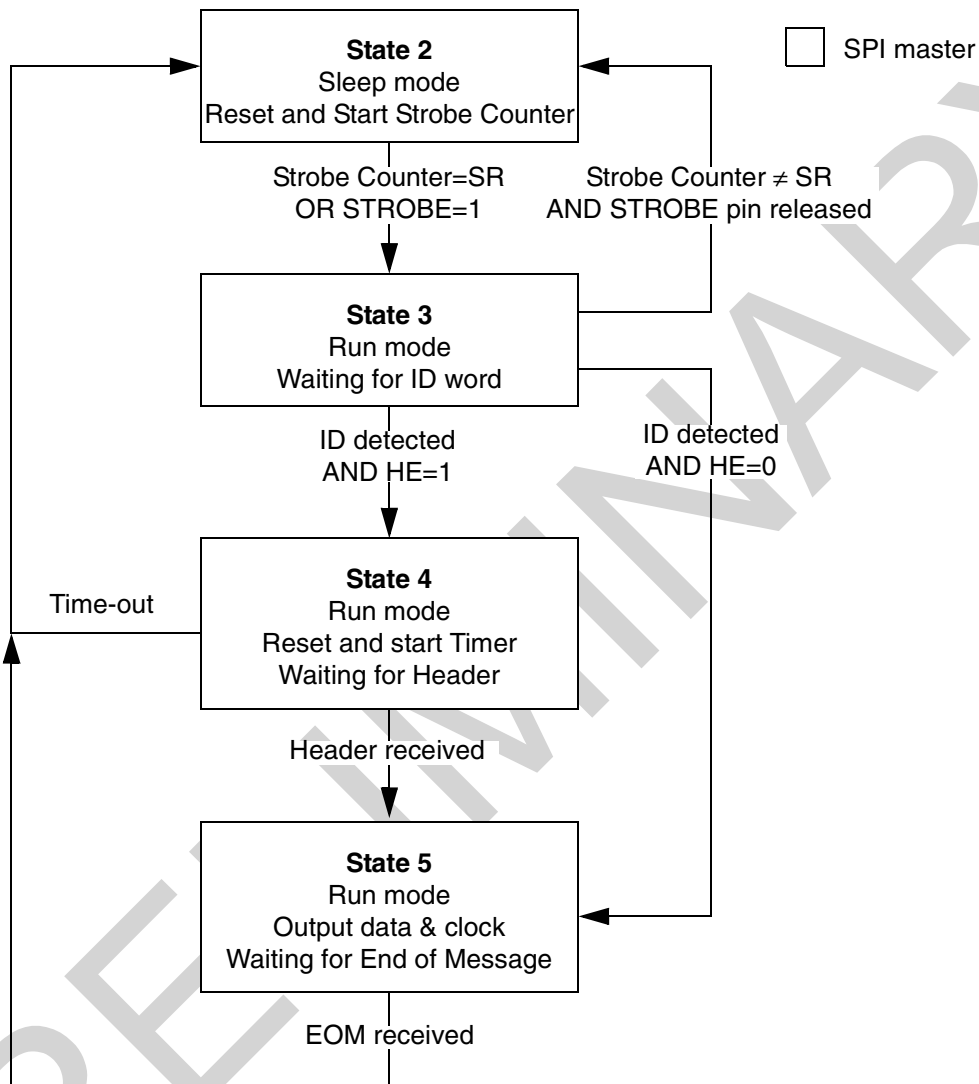 State 2
Sleep mode
Reset and Start Strobe Counter
SPI master
Strobe Counter=SR
OR STROBE=1
Strobe Counter ≠ SR
AND STROBE pin released
State 3
Run mode
Waiting for ID word
ID detected
AND HE=1
ID detected
AND HE=0
State 4
Run mode
Reset and start Timer
Waiting for Header
Time-out
Header received
State 5
Run mode
Output data & clock
Waiting for End of Message
EOM received
PRELIMINARY